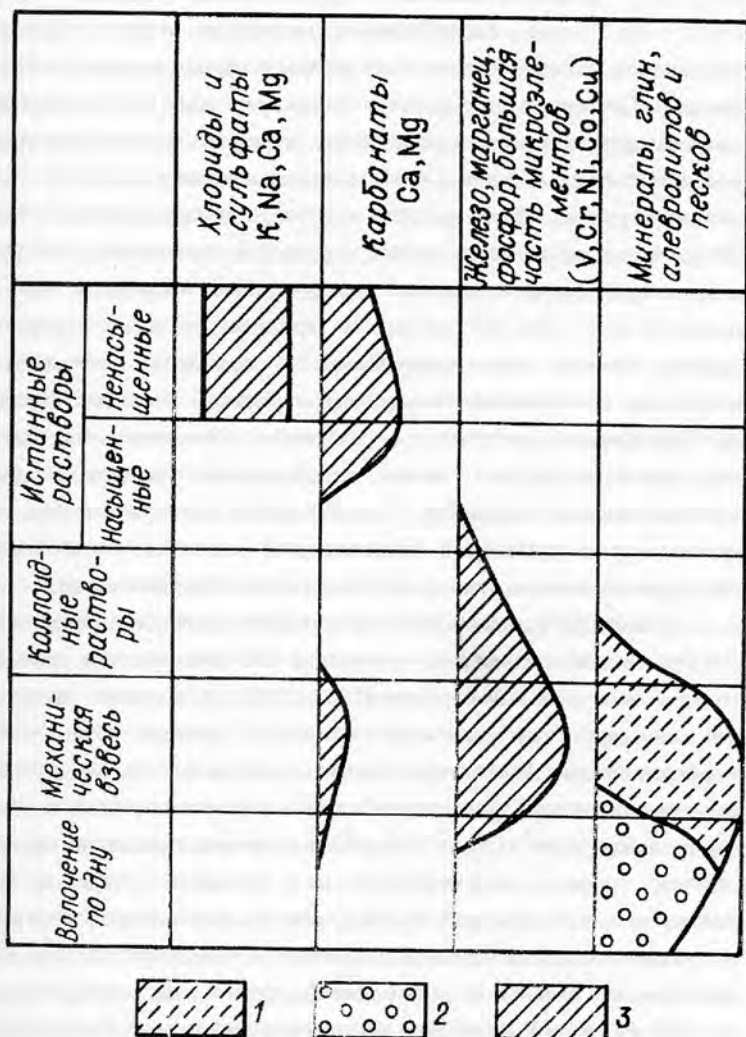 Хлориды и
сульфаты
K, Na, Ca, Mg
Карбонаты
Ca, Mg
Железо, марганец,
фосфор, большая
часть микроэле-
ментов
(V, Cr, Ni, Co, Cu)
Минералы глин,
алевритов и
песков
Истинные
растворы
ненасы-
щенные
насыщен-
ные
Коллоид-
ные
раство-
ры
Механи-
ческая
взвесь
Волочение
по дну
1
2
3